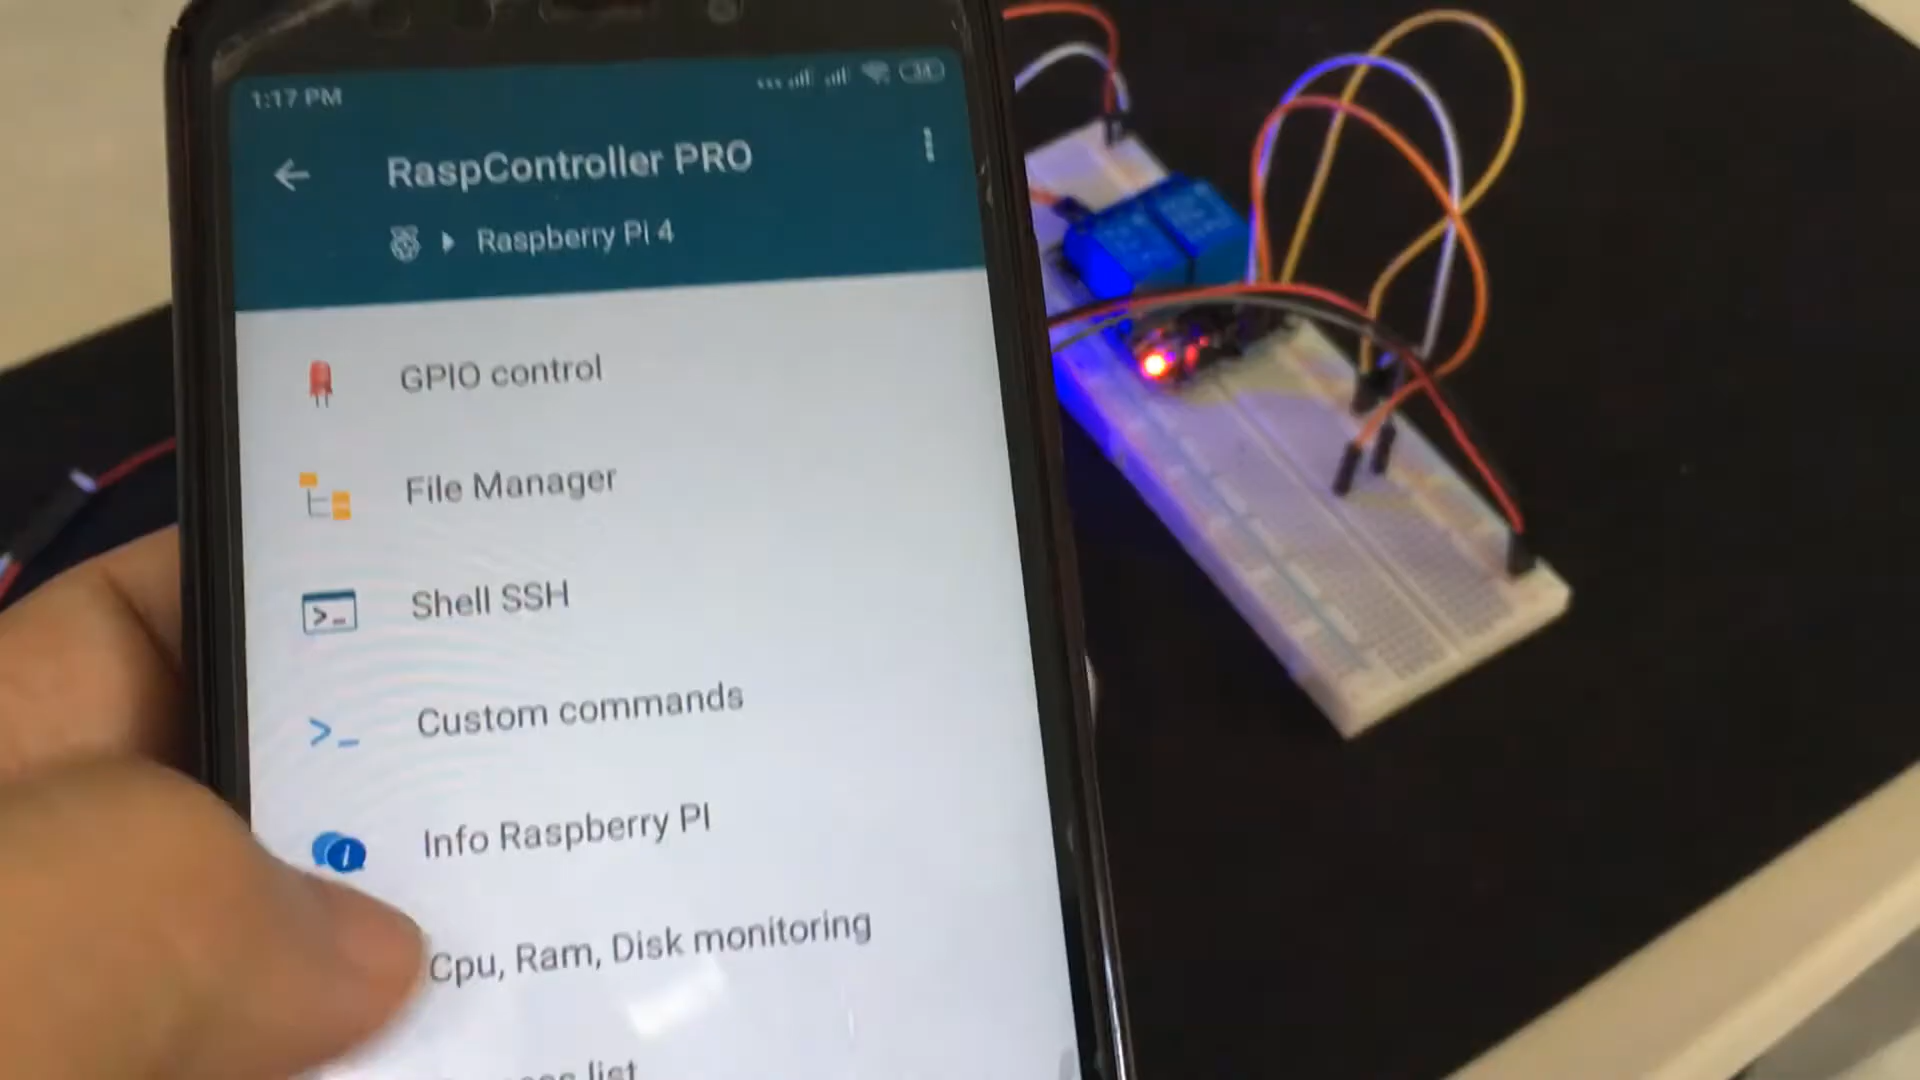 1:17 PM
RaspController PRO
Raspberry Pi 4
GPIO control
File Manager
Shell SSH
Custom commands
Info Raspberry PI
Cpu, Ram, Disk monitoring
list